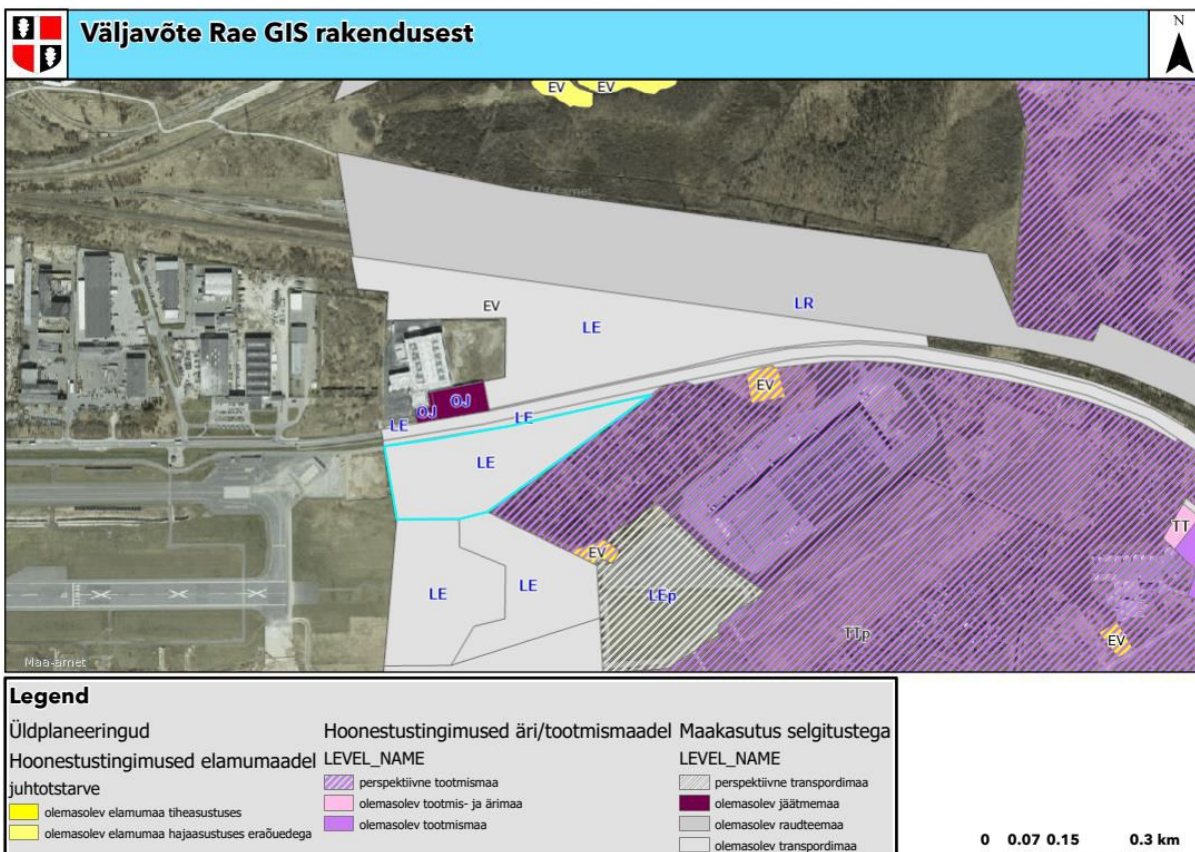 Väljavõte Rae GIS rakendusest
N
EV EV
EV
LE
LR
OJ OJ
LE
LE
EV
LE
EV
TT
LE
LE
LEp
TTp
EV
Maa-amet
Legend
Üldplaneeringud
Hoonestustingimused elamumaadel
juhtotstarve
olemasolev elamumaa tiheasustuses
olemasolev elamumaa hajaasustuses eraõuedega
Hoonestustingimused äri/tootmismaadel
LEVEL_NAME
perspektiivne tootmismaa
olemasolev tootmis- ja ärimaa
olemasolev tootmismaa
Maakasutus selgitustega
LEVEL_NAME
perspektiivne transpordimaa
olemasolev jäätmemaa
olemasolev raudteemaa
olemasolev transpordimaa
0 0.07 0.15 0.3 km